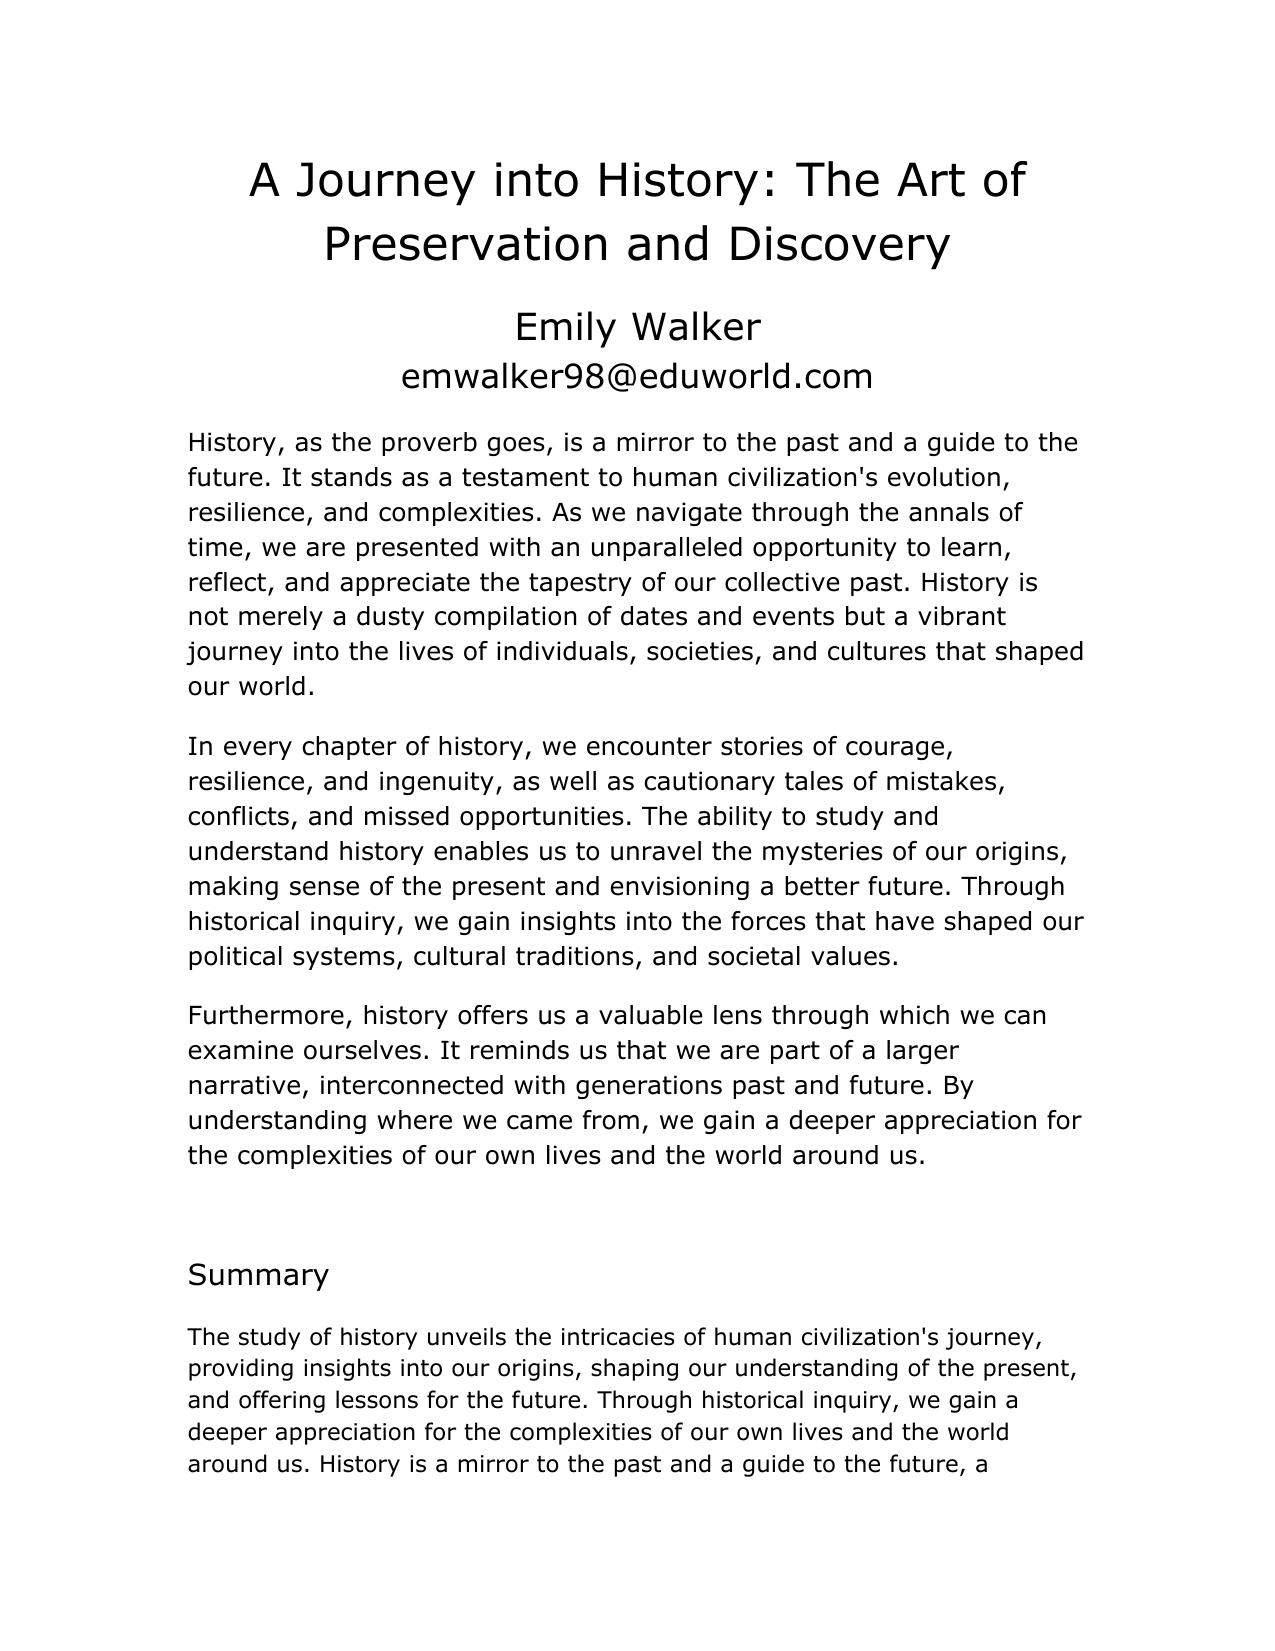 A Journey into History: The Art of
Preservation and Discovery
Emily Walker
emwalker98@eduworld.com
History, as the proverb goes, is a mirror to the past and a guide to the
future. It stands as a testament to human civilization's evolution,
resilience, and complexities. As we navigate through the annals of
time, we are presented with an unparalleled opportunity to learn,
reflect, and appreciate the tapestry of our collective past. History is
not merely a dusty compilation of dates and events but a vibrant
journey into the lives of individuals, societies, and cultures that shaped
our world.
In every chapter of history, we encounter stories of courage,
resilience, and ingenuity, as well as cautionary tales of mistakes,
conflicts, and missed opportunities. The ability to study and
understand history enables us to unravel the mysteries of our origins,
making sense of the present and envisioning a better future. Through
historical inquiry, we gain insights into the forces that have shaped our
political systems, cultural traditions, and societal values.
Furthermore, history offers us a valuable lens through which we can
examine ourselves. It reminds us that we are part of a larger
narrative, interconnected with generations past and future. By
understanding where we came from, we gain a deeper appreciation for
the complexities of our own lives and the world around us.
Summary
The study of history unveils the intricacies of human civilization's journey,
providing insights into our origins, shaping our understanding of the present,
and offering lessons for the future. Through historical inquiry, we gain a
deeper appreciation for the complexities of our own lives and the world
around us. History is a mirror to the past and a guide to the future, a